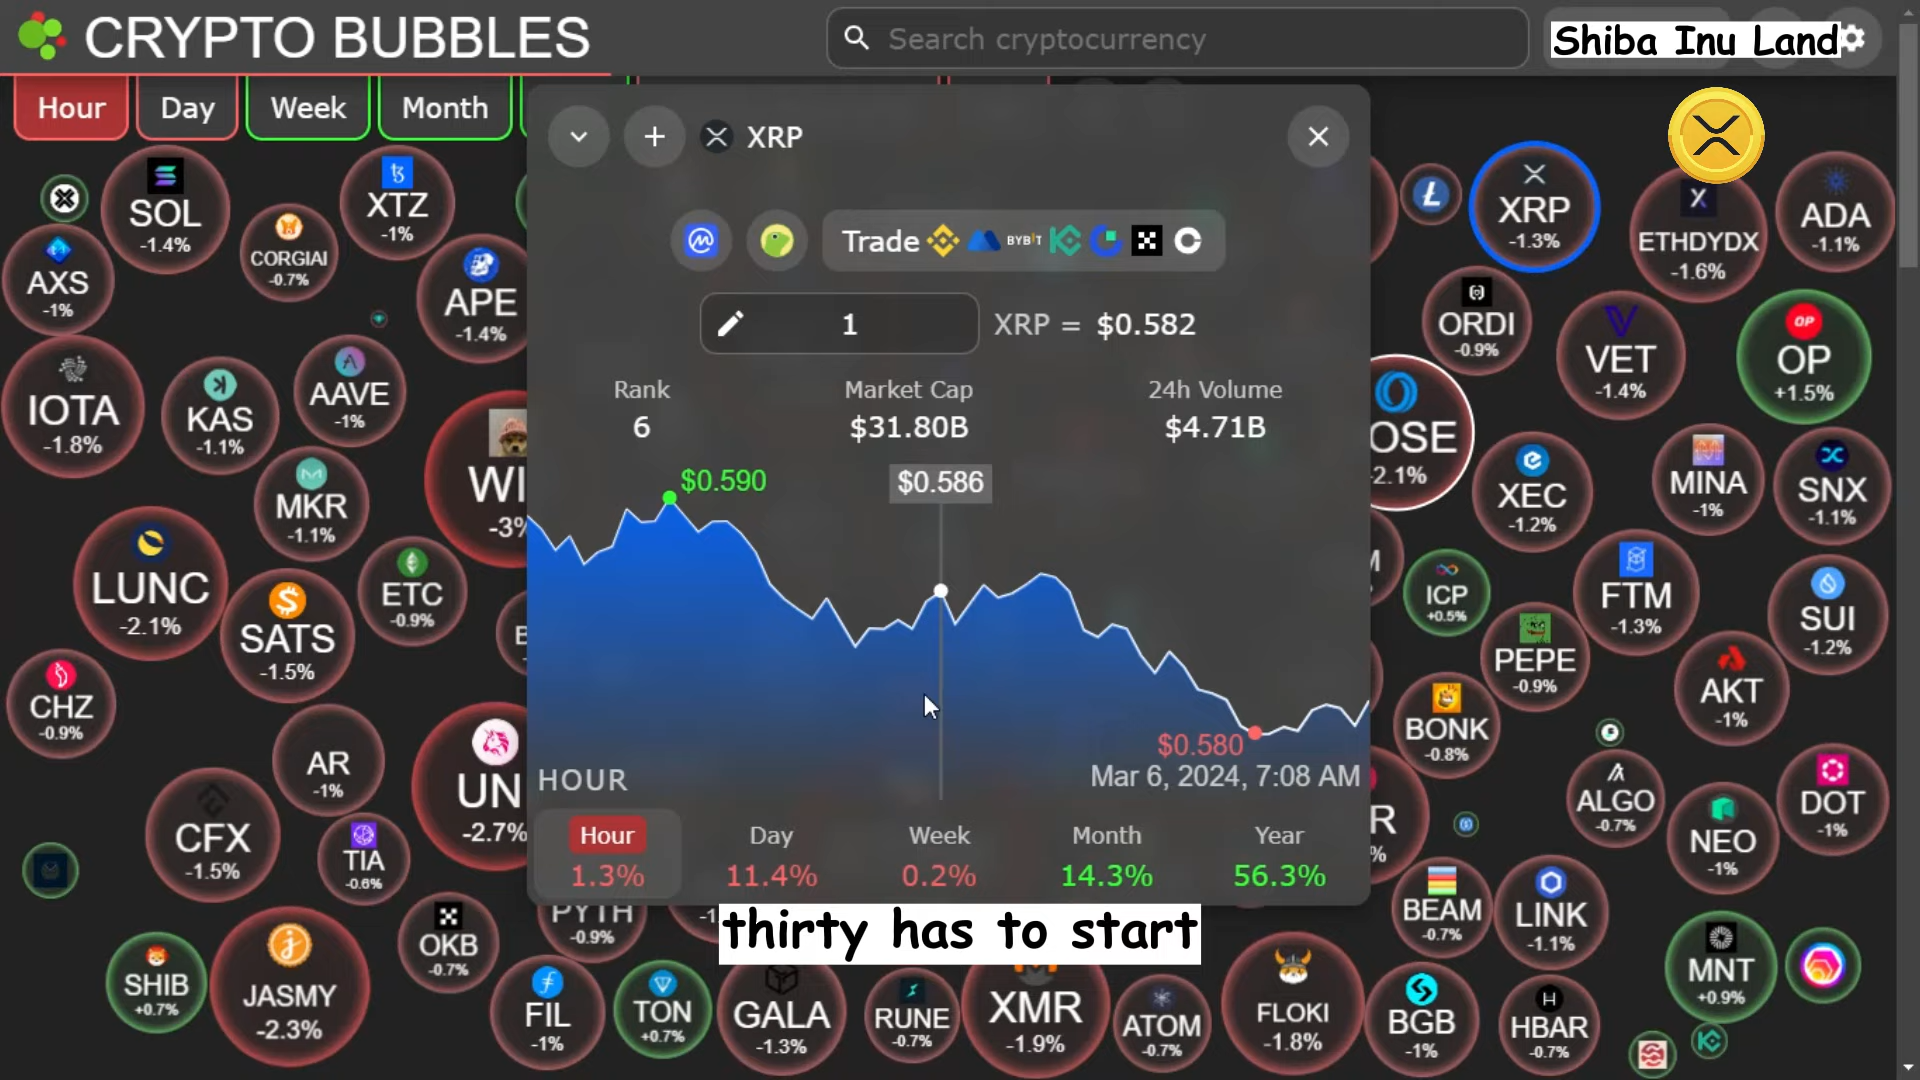 CRYPTO BUBBLES
Search cryptocurrency
Shiba Inu Land
Hour
Day
Week
Month
XRP
Trade
BYBIT
1
XRP = $0.582
Rank
6
Market Cap
$31.80B
24h Volume
$4.71B
$0.590
$0.586
$0.580
HOUR
Mar 6, 2024, 7:08 AM
Hour
1.3%
Day
11.4%
Week
0.2%
Month
14.3%
Year
56.3%
thirty has to start
SOL
-1.4%
XTZ
-1%
CORGIAI
-0.7%
AXS
-1%
APE
-1.4%
IOTA
-1.8%
KAS
-1.1%
AAVE
-1%
MKR
-1.1%
WI
-3%
LUNC
-2.1%
ETC
-0.9%
SATS
-1.5%
CHZ
-0.9%
AR
-1%
UN
-2.7%
CFX
-1.5%
TIA
-0.6%
OKB
-0.7%
PYTH
-0.9%
SHIB
+0.7%
JASMY
-2.3%
FIL
-1%
TON
+0.7%
GALA
-1.3%
RUNE
-0.7%
XMR
-1.9%
ATOM
-0.7%
FLOKI
-1.8%
BGB
-1%
HBAR
-0.7%
XRP
-1.3%
ETHDYDX
-1.6%
ADA
-1.1%
ORDI
-0.9%
VET
-1.4%
OP
OP
+1.5%
OSE
2.1%
XEC
-1.2%
MINA
-1%
SNX
-1.1%
ICP
+0.5%
FTM
-1.3%
SUI
-1.2%
PEPE
-0.9%
AKT
-1%
BONK
-0.8%
ALGO
-0.7%
NEO
-1%
DOT
-1%
R
%
BEAM
-0.7%
LINK
-1.1%
MNT
+0.9%